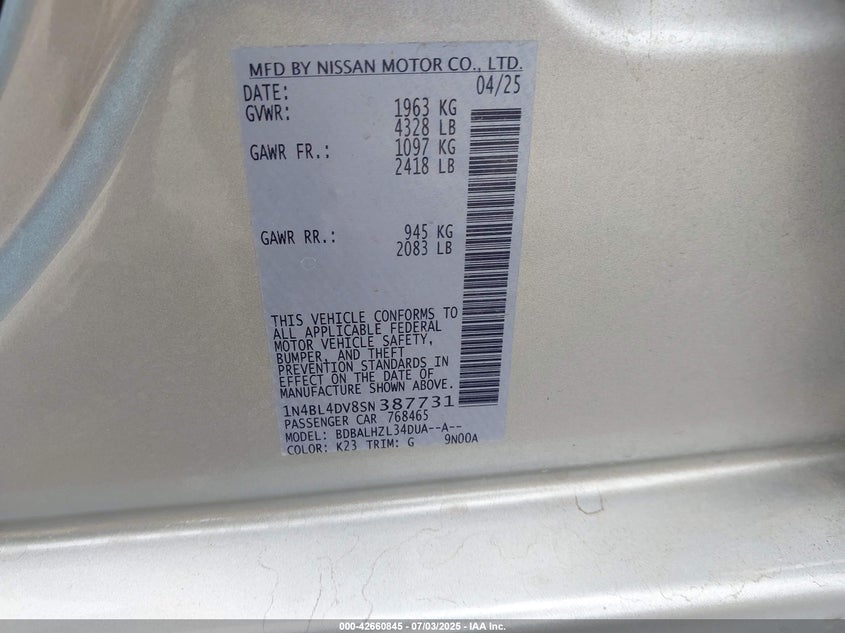 MFD BY NISSAN MOTOR CO., LTD.
DATE: 04/25
GVWR: 1963 KG
4328 LB
GAWR FR.: 1097 KG
2418 LB
GAWR RR.: 945 KG
2083 LB
THIS VEHICLE CONFORMS TO
ALL APPLICABLE FEDERAL
MOTOR VEHICLE SAFETY,
BUMPER, AND THEFT
PREVENTION STANDARDS IN
EFFECT ON THE DATE OF
MANUFACTURE SHOWN ABOVE.
1N4BL4DV8SN387731
PASSENGER CAR 768465
MODEL: BDBALHZL34DUA--A--
COLOR: K23 TRIM: G 9N00A
000-42660845 - 07/03/2025 - IAA Inc.